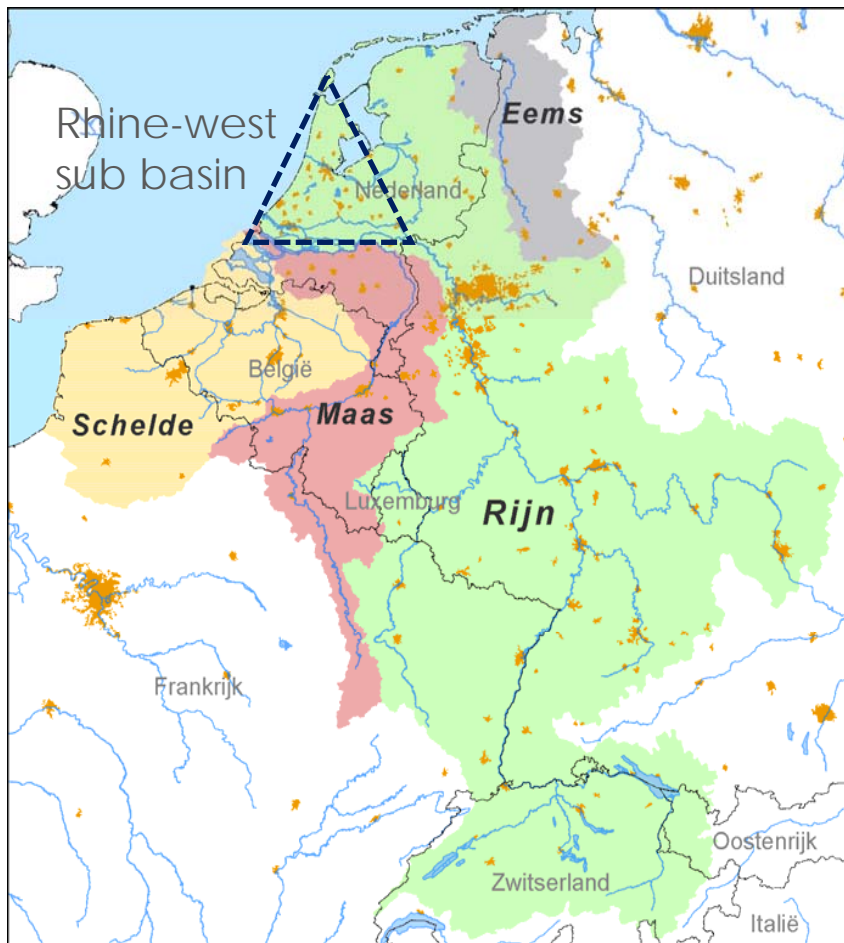 Rhine-west
sub basin
Eems
Nederland
Duitsland
België
Schelde
Maas
Luxemburg
Rijn
Frankrijk
Oostenrijk
Zwitserland
Italië